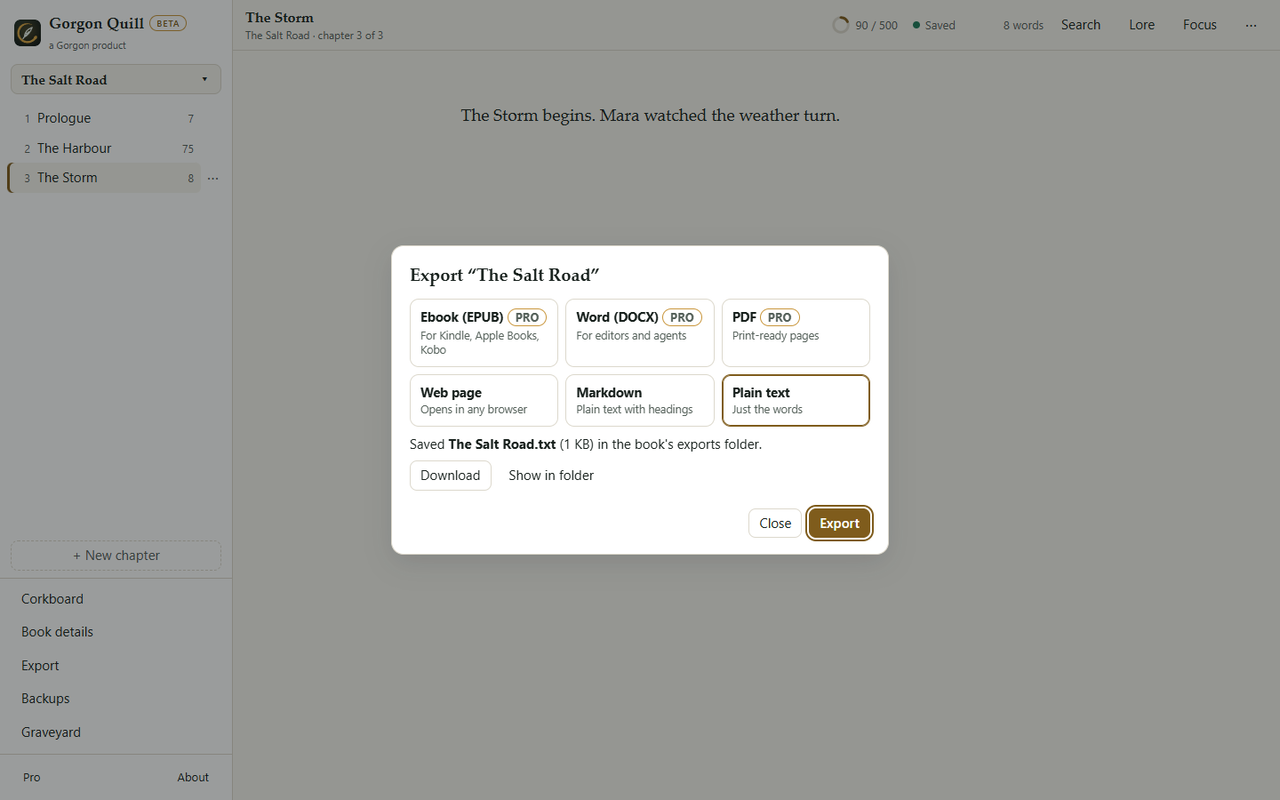 Gorgon Quill BETA
a Gorgon product
The Salt Road ▾
1 Prologue 7
2 The Harbour 75
3 The Storm 8 ···
+ New chapter
Corkboard
Book details
Export
Backups
Graveyard
Pro About
The Storm
The Salt Road · chapter 3 of 3
90 / 500 Saved 8 words Search Lore Focus ···
The Storm begins. Mara watched the weather turn.
Export “The Salt Road”
Ebook (EPUB) PRO
For Kindle, Apple Books,
Kobo
Word (DOCX) PRO
For editors and agents
PDF PRO
Print-ready pages
Web page
Opens in any browser
Markdown
Plain text with headings
Plain text
Just the words
Saved The Salt Road.txt (1 KB) in the book's exports folder.
Download Show in folder
Close Export